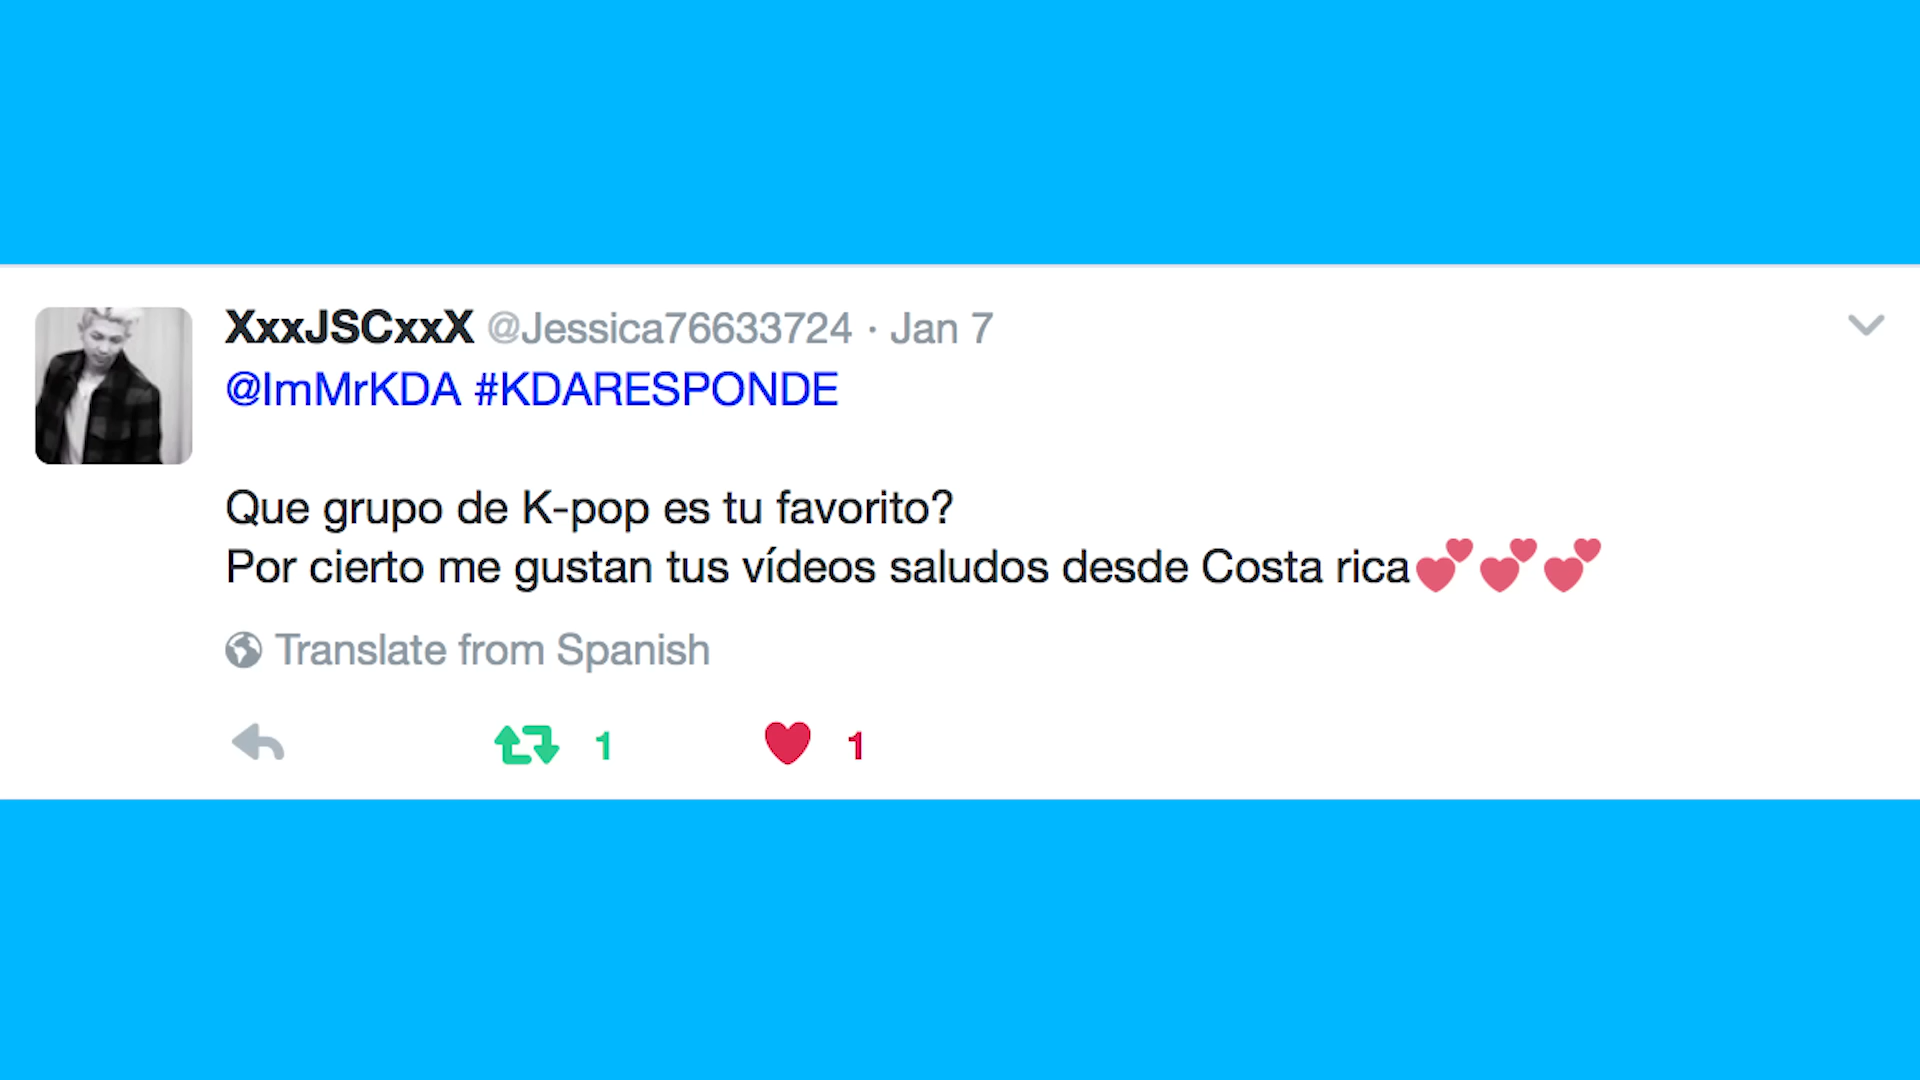 XxxJSCxxX @Jessica76633724 · Jan 7
@ImMrKDA #KDARESPONDE
Que grupo de K-pop es tu favorito?
Por cierto me gustan tus vídeos saludos desde Costa rica💕💕💕
Translate from Spanish
1 1